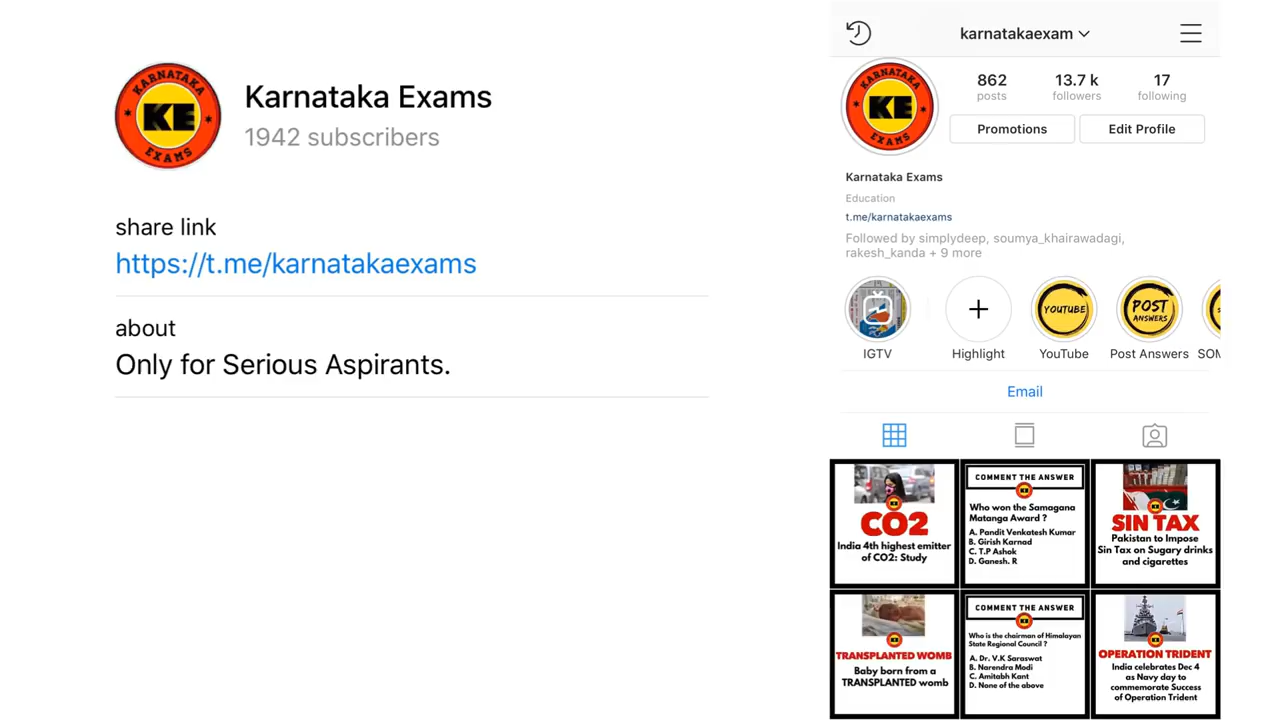 KARNATAKA
KE
EXAMS
Karnataka Exams
1942 subscribers
share link
https://t.me/karnatakaexams
about
Only for Serious Aspirants.
karnatakaexam
KARNATAKA
KE
EXAMS
862
posts
13.7 k
followers
17
following
Promotions
Edit Profile
Karnataka Exams
Education
t.me/karnatakaexams
Followed by simplydeep, soumya_khairawadagi,
rakesh_kanda + 9 more
YOUTUBE
POST
ANSWERS
IGTV
Highlight
YouTube
Post Answers
SOM
Email
KE
CO2
India 4th highest emitter
of CO2: Study
COMMENT THE ANSWER
KE
Who won the Samagana
Matanga Award ?
A. Pandit Venkatesh Kumar
B. Girish Karnad
C. T.P Ashok
D. Ganesh. R
KE
SIN TAX
Pakistan to Impose
Sin Tax on Sugary drinks
and cigarettes
KE
TRANSPLANTED WOMB
Baby born from a
TRANSPLANTED womb
COMMENT THE ANSWER
KE
Who is the chairman of Himalayan
State Regional Council ?
A. Dr. V.K Saraswat
B. Narendra Modi
C. Amitabh Kant
D. None of the above
KE
OPERATION TRIDENT
India celebrates Dec 4
as Navy day to
commemorate Success
of Operation Trident